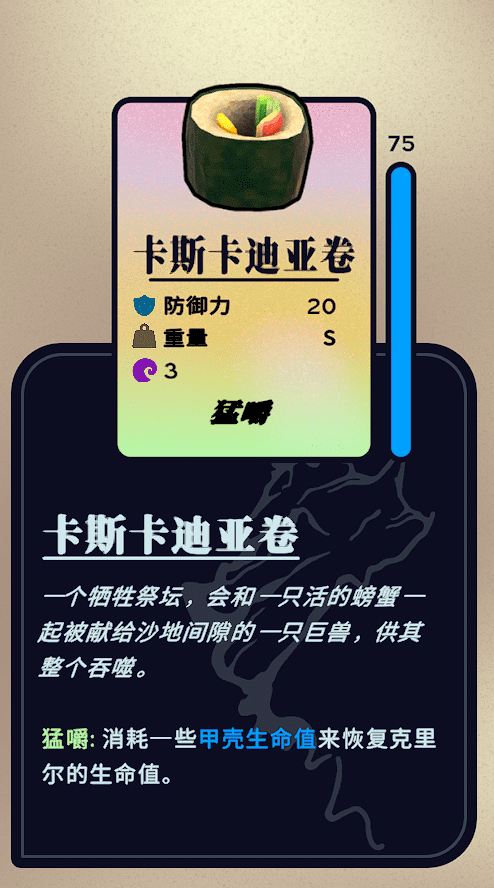 75
卡斯卡迪亚卷
防御力 20
重量 S
3
猛嚼
卡斯卡迪亚卷
一个牺牲祭坛，会和一只活的螃蟹一
起被献给沙地间隙的一只巨兽，供其
整个吞噬。
猛嚼: 消耗一些甲壳生命值来恢复克里
尔的生命值。